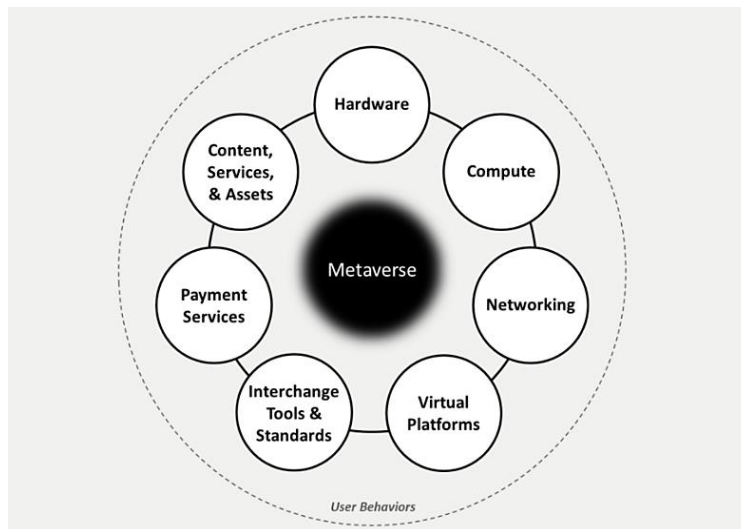 Hardware
Compute
Networking
Virtual
Platforms
Interchange
Tools &
Standards
Payment
Services
Content,
Services,
& Assets
Metaverse
User Behaviors